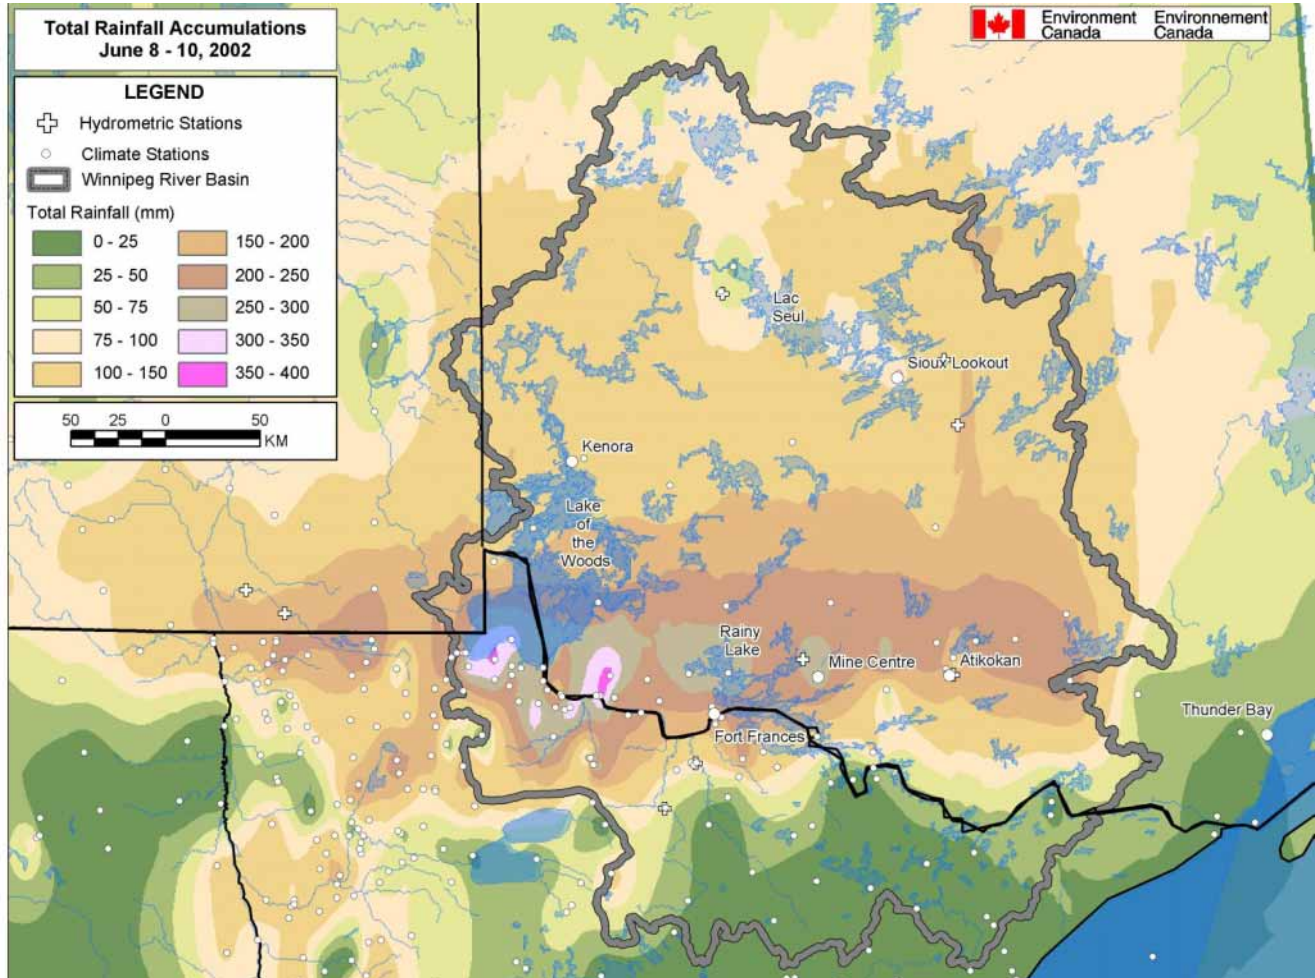 Total Rainfall Accumulations
June 8 - 10, 2002
Environment Canada
Environnement Canada
LEGEND
Hydrometric Stations
Climate Stations
Winnipeg River Basin
Total Rainfall (mm)
0 - 25
25 - 50
50 - 75
75 - 100
100 - 150
150 - 200
200 - 250
250 - 300
300 - 350
350 - 400
50 25 0 50
KM
Lac
Seul
Sioux Lookout
Kenora
Lake
of
the
Woods
Rainy
Lake
Mine Centre
Atikokan
Thunder Bay
Fort Frances